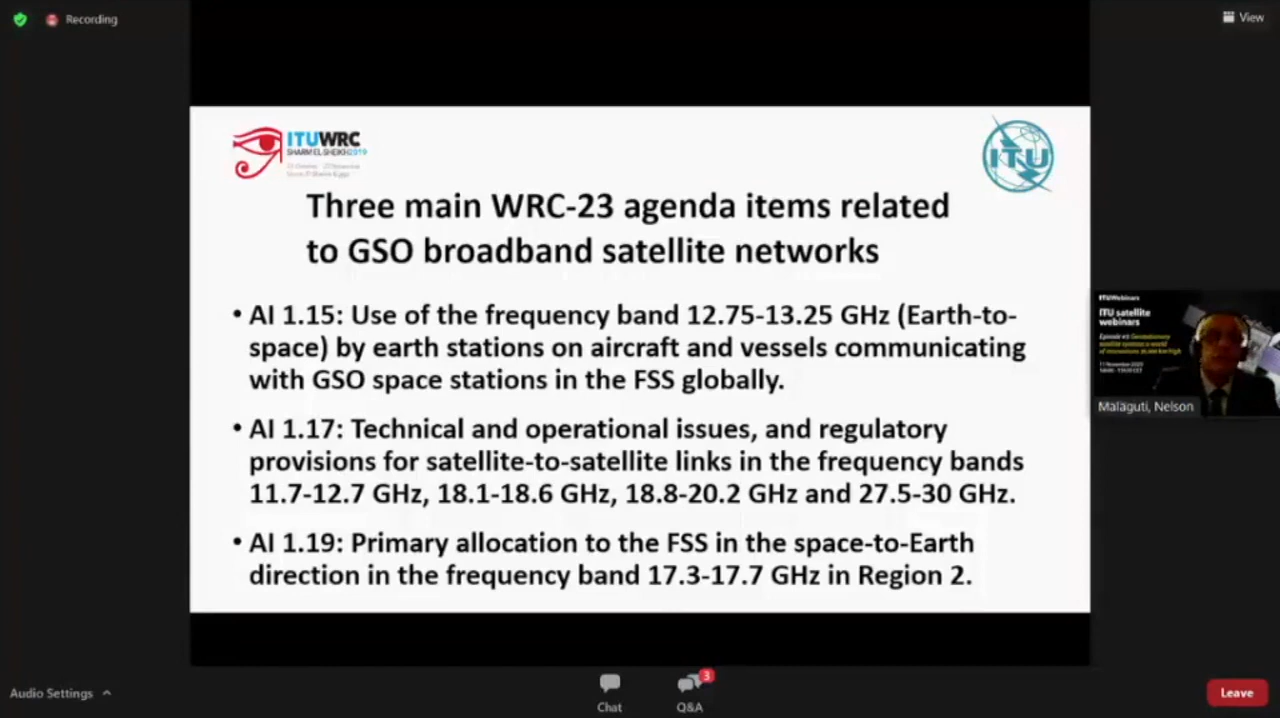 Recording
View
ITUWRC
SHARM EL SHEIKH2019
ITU
Three main WRC-23 agenda items related
to GSO broadband satellite networks
• AI 1.15: Use of the frequency band 12.75-13.25 GHz (Earth-to-
space) by earth stations on aircraft and vessels communicating
with GSO space stations in the FSS globally.
• AI 1.17: Technical and operational issues, and regulatory
provisions for satellite-to-satellite links in the frequency bands
11.7-12.7 GHz, 18.1-18.6 GHz, 18.8-20.2 GHz and 27.5-30 GHz.
• AI 1.19: Primary allocation to the FSS in the space-to-Earth
direction in the frequency band 17.3-17.7 GHz in Region 2.
ITUWebinars
ITU satellite
webinars
Malaguti, Nelson
Audio Settings
Chat
3
Q&A
Leave